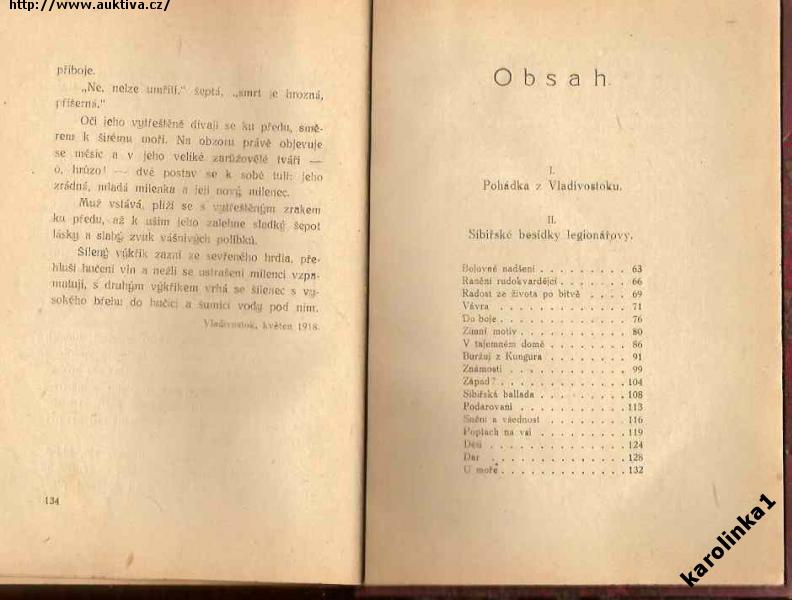 http://www.auktiva.cz/
příboje.
„Ne, nelze umříti,“ šeptá, „smrt je hrozná,
příšerná.“
Oči jeho vytřeštěně dívají se ku předu, smě-
rem k širému moři. Na obzoru právě objevuje
se měsíc a v jeho veliké zarůžovělé tváři —
ó, hrůzo! — dvě postav se k sobě tulí: jeho
zrádná, mladá milenka a její nový milenec.
Muž vstává, plíží se s vytřeštěným zrakem
ku předu, až k uším jeho zalehne sladký šepot
lásky a slabý zvuk vášnivých polibků.
Šílený výkřik zazní ze sevřeného hrdla, pře-
hluší hučení vln a nežli se ustrašení milenci vzpa-
matují, s druhým výkřikem vrhá se šílenec s vy-
sokého břehu do hučící a šumící vody pod ním.
Vladivostok, květen 1918.
134
Obsah.
I.
Pohádka z Vladivostoku.
II.
Sibiřské besídky legionářovy.
Bojovné nadšení . . . . . . . . . 63
Ranění rudokvardějci . . . . . . . 66
Radost ze života po bitvě . . . . 69
Vávra . . . . . . . . . . . . . . 71
Do boje . . . . . . . . . . . . . 76
Zimní motiv . . . . . . . . . . . 80
V tajemném domě . . . . . . . . . 86
Buržuj z Kungura . . . . . . . . . 91
Známosti . . . . . . . . . . . . 99
Západ? . . . . . . . . . . . . . 104
Sibiřská ballada . . . . . . . . . 108
Podarovaní . . . . . . . . . . . 113
Snění a všednost . . . . . . . . . 116
Poplach na vsi . . . . . . . . . 119
Děti . . . . . . . . . . . . . . 124
Dar . . . . . . . . . . . . . . 128
U moře . . . . . . . . . . . . . 132
karolinka1